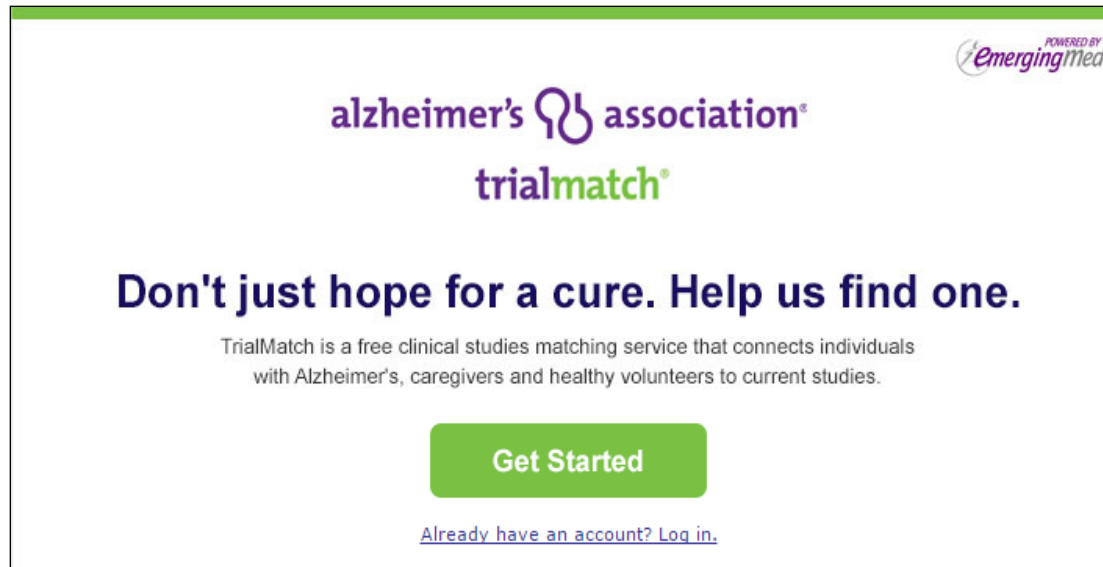 POWERED BY
emergingmed
alzheimer's association®
trialmatch®
Don't just hope for a cure. Help us find one.
TrialMatch is a free clinical studies matching service that connects individuals
with Alzheimer's, caregivers and healthy volunteers to current studies.
Get Started
Already have an account? Log in.